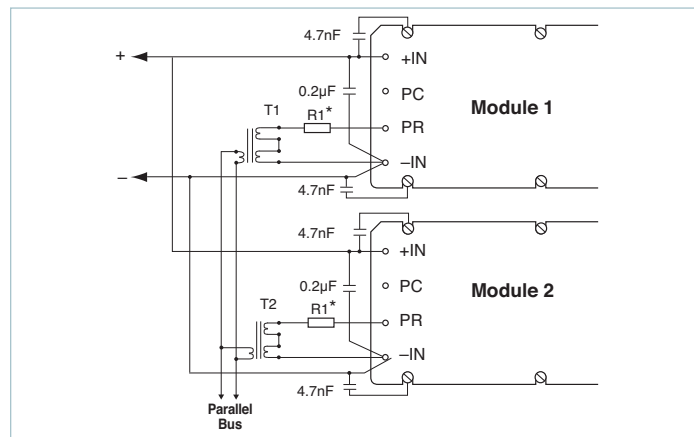 4.7nF
+
+IN
0.2µF
PC
Module 1
T1
R1*
PR
–IN
–
4.7nF
4.7nF
+IN
0.2µF
PC
Module 2
T2
R1*
PR
–IN
4.7nF
Parallel
Bus